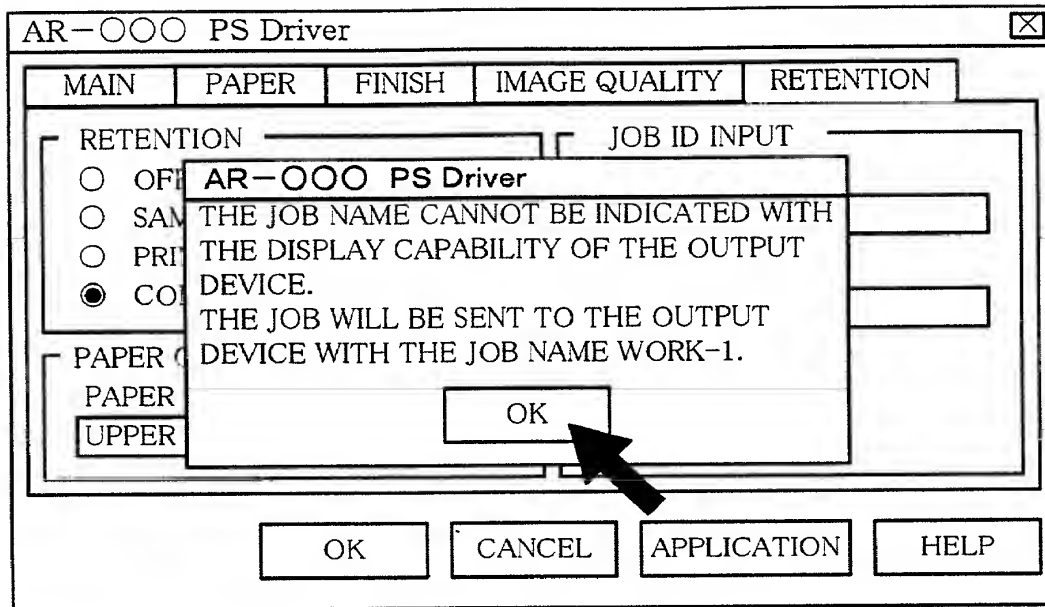 AR-○○○ PS Driver
MAIN PAPER FINISH IMAGE QUALITY RETENTION
RETENTION JOB ID INPUT
AR-○○○ PS Driver
THE JOB NAME CANNOT BE INDICATED WITH
THE DISPLAY CAPABILITY OF THE OUTPUT
DEVICE.
THE JOB WILL BE SENT TO THE OUTPUT
DEVICE WITH THE JOB NAME WORK-1.
PAPER
PAPER
UPPER
OK
OK CANCEL APPLICATION HELP